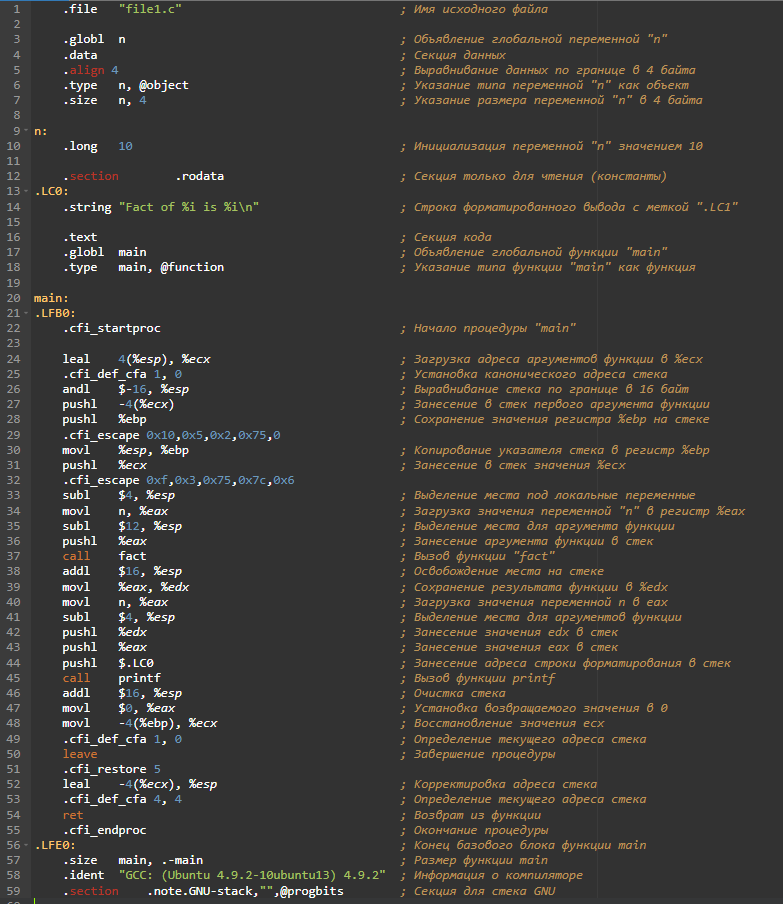 1 .file "file1.c" ; Имя исходного файла
2
3 .globl n ; Объявление глобальной переменной "n"
4 .data ; Секция данных
5 .align 4 ; Выравнивание данных по границе в 4 байта
6 .type n, @object ; Указание типа переменной "n" как объект
7 .size n, 4 ; Указание размера переменной "n" в 4 байта
8
9 n:
10 .long 10 ; Инициализация переменной "n" значением 10
11
12 .section .rodata ; Секция только для чтения (константы)
13 .LC0:
14 .string "Fact of %i is %i\n" ; Строка форматированного вывода с меткой ".LC1"
15
16 .text ; Секция кода
17 .globl main ; Объявление глобальной функции "main"
18 .type main, @function ; Указание типа функции "main" как функция
19
20 main:
21 .LFB0:
22 .cfi_startproc ; Начало процедуры "main"
23
24 leal 4(%esp), %ecx ; Загрузка адреса аргументов функции в %ecx
25 .cfi_def_cfa 1, 0 ; Установка канонического адреса стека
26 andl $-16, %esp ; Выравнивание стека по границе в 16 байт
27 pushl -4(%ecx) ; Занесение в стек первого аргумента функции
28 pushl %ebp ; Сохранение значения регистра %ebp на стеке
29 .cfi_escape 0x10,0x5,0x2,0x75,0
30 movl %esp, %ebp ; Копирование указателя стека в регистр %ebp
31 pushl %ecx ; Занесение в стек значения %ecx
32 .cfi_escape 0xf,0x3,0x75,0x7c,0x6
33 subl $4, %esp ; Выделение места под локальные переменные
34 movl n, %eax ; Загрузка значения переменной "n" в регистр %eax
35 subl $12, %esp ; Выделение места для аргумента функции
36 pushl %eax ; Занесение аргумента функции в стек
37 call fact ; Вызов функции "fact"
38 addl $16, %esp ; Освобождение места на стеке
39 movl %eax, %edx ; Сохранение результата функции в %edx
40 movl n, %eax ; Загрузка значения переменной n в eax
41 subl $4, %esp ; Выделение места для аргументов функции
42 pushl %edx ; Занесение значения edx в стек
43 pushl %eax ; Занесение значения eax в стек
44 pushl $.LC0 ; Занесение адреса строки форматирования в стек
45 call printf ; Вызов функции printf
46 addl $16, %esp ; Очистка стека
47 movl $0, %eax ; Установка возвращаемого значения в 0
48 movl -4(%ebp), %ecx ; Восстановление значения ecx
49 .cfi_def_cfa 1, 0 ; Определение текущего адреса стека
50 leave ; Завершение процедуры
51 .cfi_restore 5
52 leal -4(%ecx), %esp ; Корректировка адреса стека
53 .cfi_def_cfa 4, 4 ; Определение текущего адреса стека
54 ret ; Возврат из функции
55 .cfi_endproc ; Окончание процедуры
56 .LFE0: ; Конец базового блока функции main
57 .size main, .-main ; Размер функции main
58 .ident "GCC: (Ubuntu 4.9.2-10ubuntu13) 4.9.2" ; Информация о компиляторе
59 .section .note.GNU-stack,"",@progbits ; Секция для стека GNU